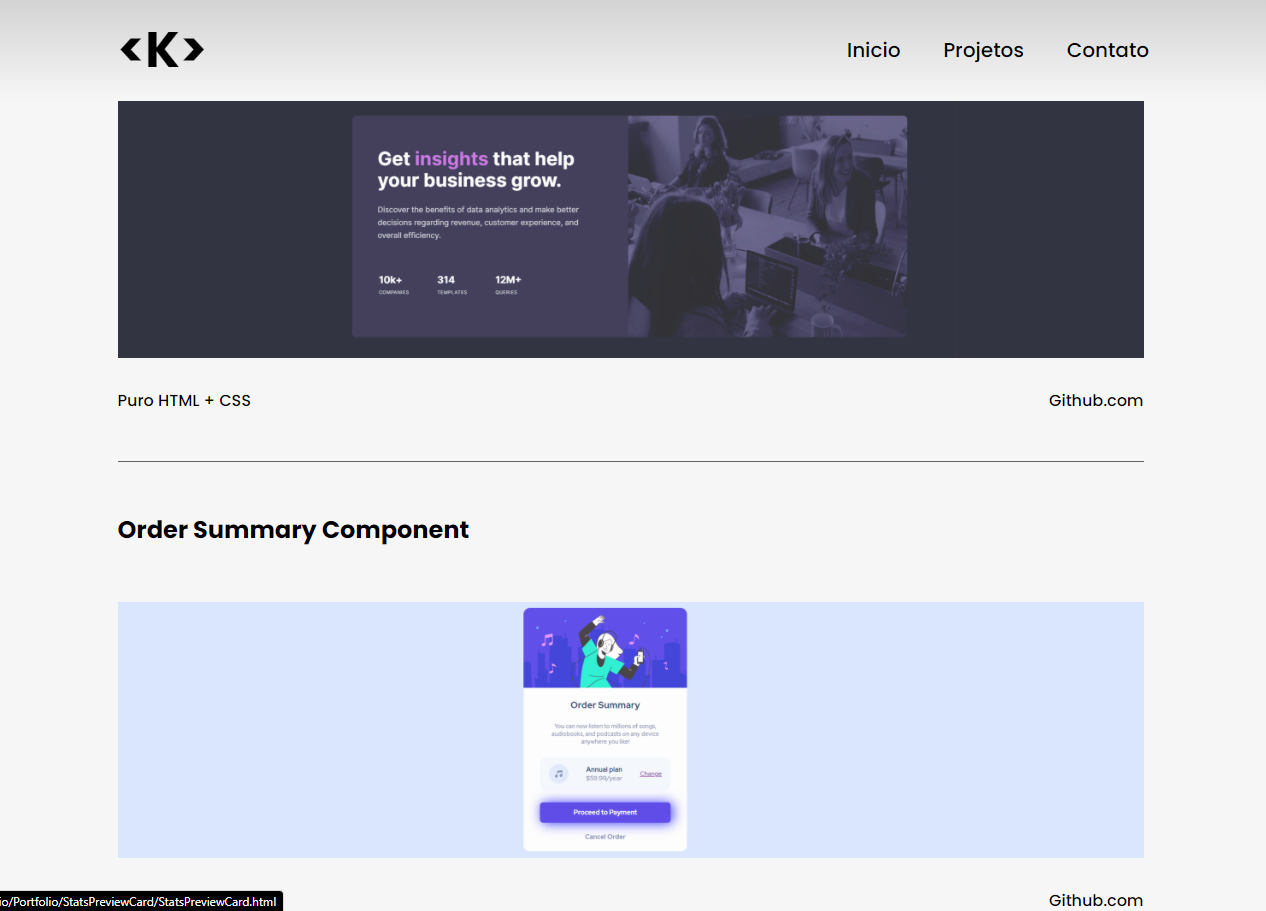 <K>
Inicio Projetos Contato
Get insights that help
your business grow.
Discover the benefits of data analytics and make better
decisions regarding revenue, customer experience, and
overall efficiency.
10k+ 314 12M+
COMPANIES TEMPLATES QUERIES
Puro HTML + CSS Github.com
Order Summary Component
Order Summary
You can now listen to millions of songs,
audiobooks, and podcasts on any device
anywhere you like!
Annual plan
$59.99/year
Change
Proceed to Payment
Cancel Order
io/Portfolio/StatsPreviewCard/StatsPreviewCard.html
Github.com